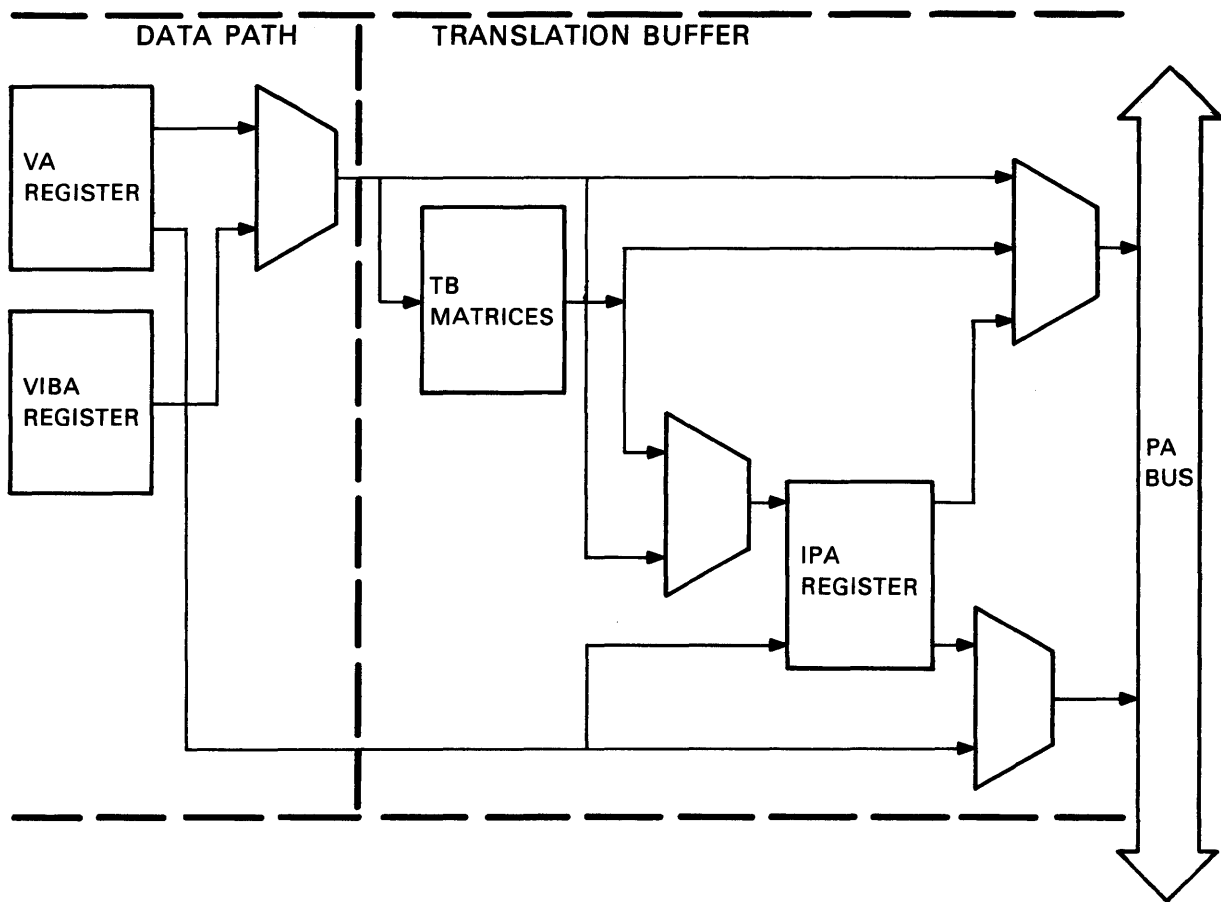 DATA PATH
TRANSLATION BUFFER
VA
REGISTER
TB
MATRICES
VIBA
REGISTER
PA
BUS
IPA
REGISTER